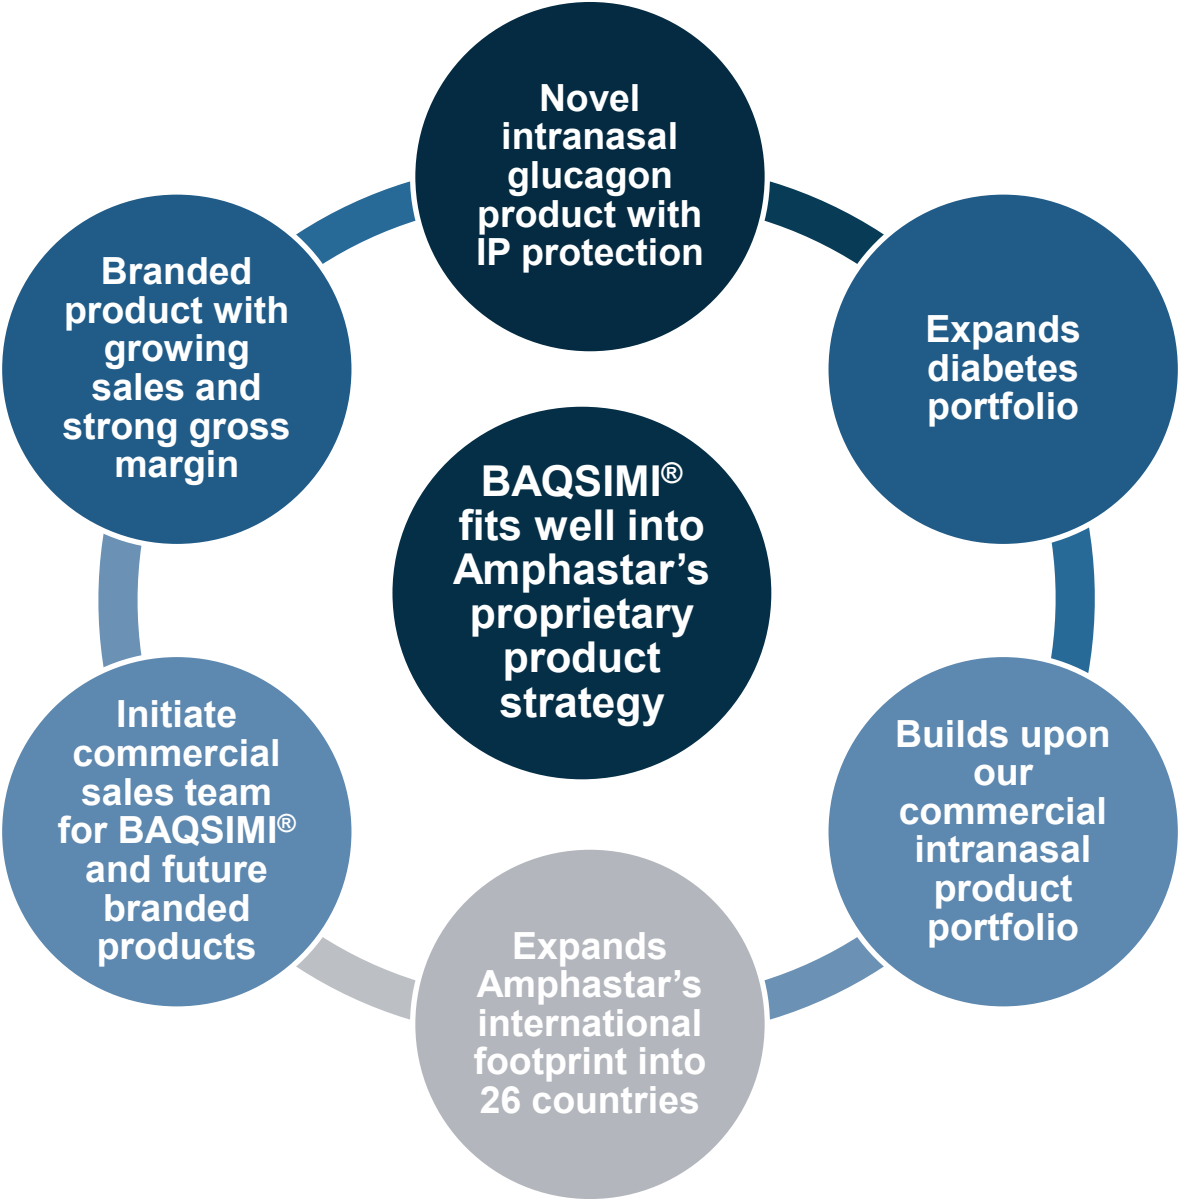 Novel
intranasal
glucagon
product with
IP protection
Expands
diabetes
portfolio
Builds upon
our
commercial
intranasal
product
portfolio
Expands
Amphastar’s
international
footprint into
26 countries
Initiate
commercial
sales team
for BAQSIMI®
and future
branded
products
Branded
product with
growing
sales and
strong gross
margin
BAQSIMI®
fits well into
Amphastar’s
proprietary
product
strategy